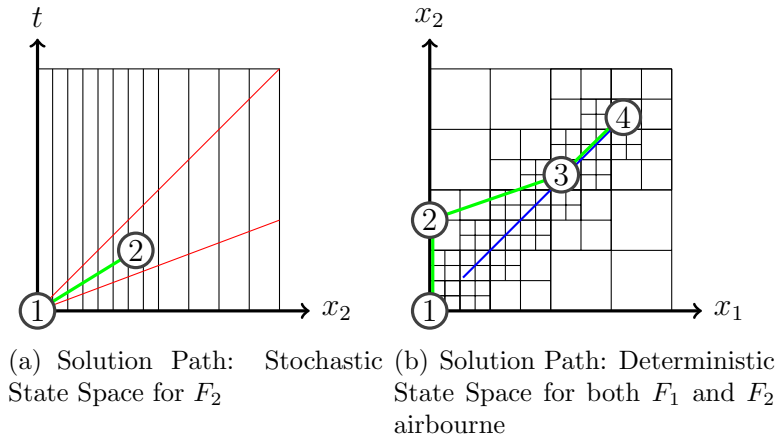 t
x₂
1
2
x₂
x₁
1
2
3
4
(a) Solution Path: Stochastic
State Space for F₂
(b) Solution Path: Deterministic
State Space for both F₁ and F₂
airbourne